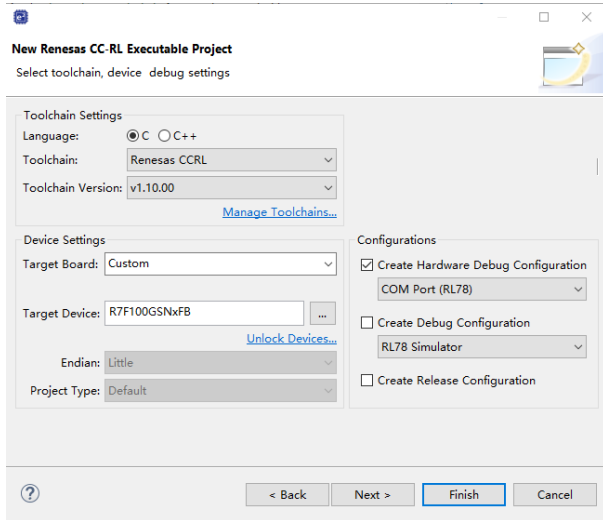 New Renesas CC-RL Executable Project
Select toolchain, device debug settings
Toolchain Settings
Language: C C++
Toolchain: Renesas CCRL
Toolchain Version: v1.10.00
Manage Toolchains...
Device Settings
Target Board: Custom
Target Device: R7F100GSNxFB ...
Unlock Devices...
Endian: Little
Project Type: Default
Configurations
Create Hardware Debug Configuration
COM Port (RL78)
Create Debug Configuration
RL78 Simulator
Create Release Configuration
? < Back Next > Finish Cancel